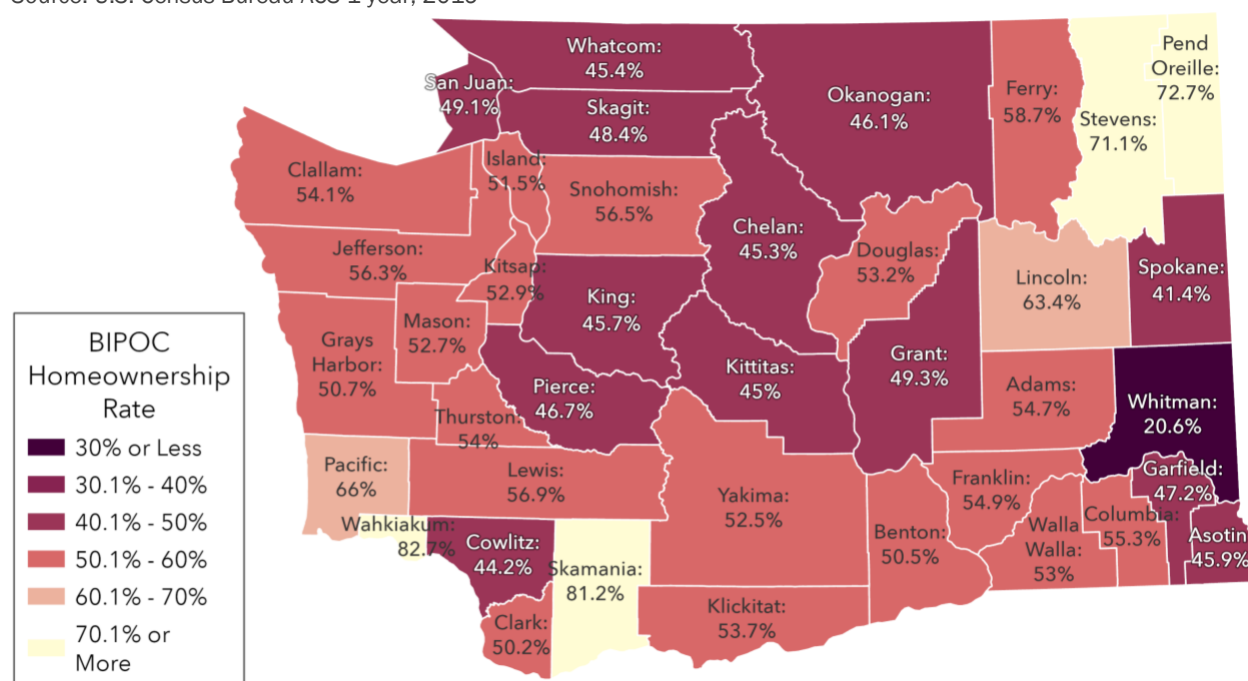 Source: U.S. Census Bureau ACS 1 year, 2019
Whatcom:
45.4%
San Juan:
49.1%
Skagit:
48.4%
Okanogan:
46.1%
Ferry:
58.7%
Stevens:
71.1%
Pend
Oreille:
72.7%
Clallam:
54.1%
Island:
51.5%
Snohomish:
56.5%
Chelan:
45.3%
Douglas:
53.2%
Jefferson:
56.3%
Kitsap:
52.9%
King:
45.7%
Lincoln:
63.4%
Spokane:
41.4%
Grays
Harbor:
50.7%
Mason:
52.7%
Pierce:
46.7%
Kittitas:
45%
Grant:
49.3%
Adams:
54.7%
Whitman:
20.6%
Thurston:
54%
Pacific:
66%
Lewis:
56.9%
Yakima:
52.5%
Franklin:
54.9%
Garfield:
47.2%
Wahkiakum:
82.7%
Cowlitz:
44.2%
Skamania:
81.2%
Benton:
50.5%
Walla
Walla:
53%
Columbia:
55.3%
Asotin:
45.9%
Clark:
50.2%
Klickitat:
53.7%
BIPOC
Homeownership
Rate
30% or Less
30.1% - 40%
40.1% - 50%
50.1% - 60%
60.1% - 70%
70.1% or
More